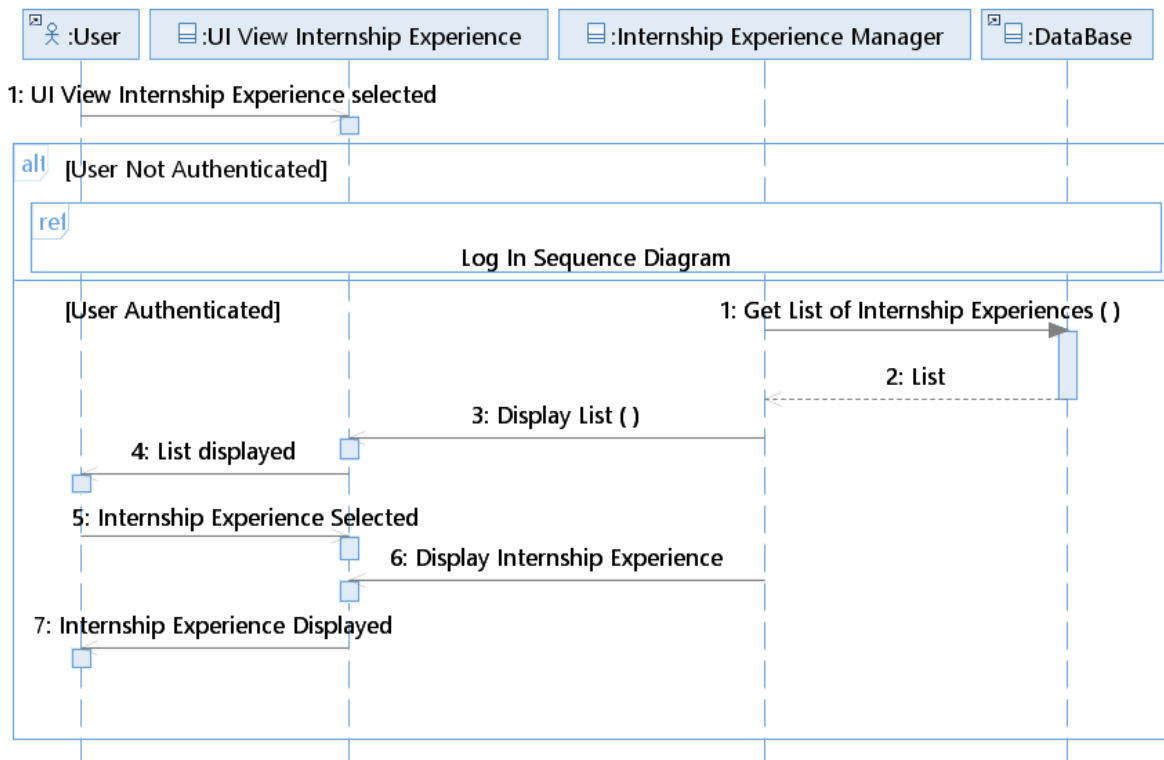 :User
:UI View Internship Experience
:Internship Experience Manager
:DataBase
1: UI View Internship Experience selected
alt
[User Not Authenticated]
ref
Log In Sequence Diagram
[User Authenticated]
1: Get List of Internship Experiences ( )
2: List
3: Display List ( )
4: List displayed
5: Internship Experience Selected
6: Display Internship Experience
7: Internship Experience Displayed